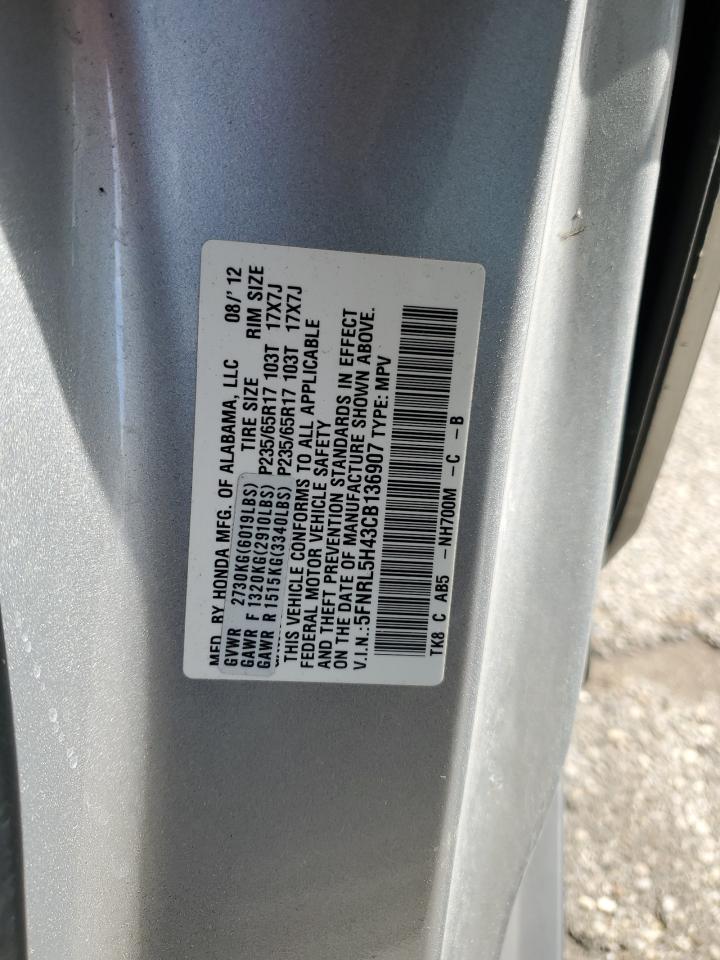 MFD. BY HONDA MFG. OF ALABAMA, LLC 08/' 12
GVWR 2730KG(6019LBS) TIRE SIZE RIM SIZE
GAWR F 1320KG(2910LBS) P235/65R17 103T 17X7J
GAWR R 1515KG(3340LBS) P235/65R17 103T 17X7J
THIS VEHICLE CONFORMS TO ALL APPLICABLE
FEDERAL MOTOR VEHICLE SAFETY
AND THEFT PREVENTION STANDARDS IN EFFECT
ON THE DATE OF MANUFACTURE SHOWN ABOVE.
V.I.N.:5FNRL5H43CB136907 TYPE: MPV
TK8 C AB5 -NH700M -C -B